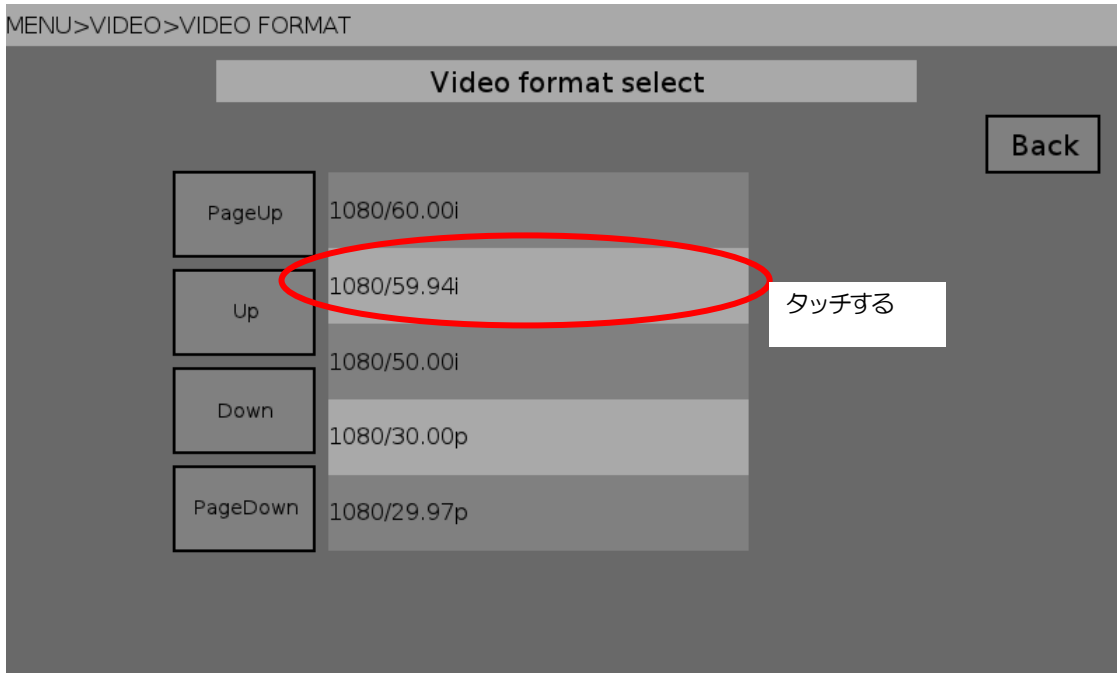 MENU>VIDEO>VIDEO FORMAT
Video format select
Back
PageUp
Up
Down
PageDown
1080/60.00i
1080/59.94i
1080/50.00i
1080/30.00p
1080/29.97p
タッチする